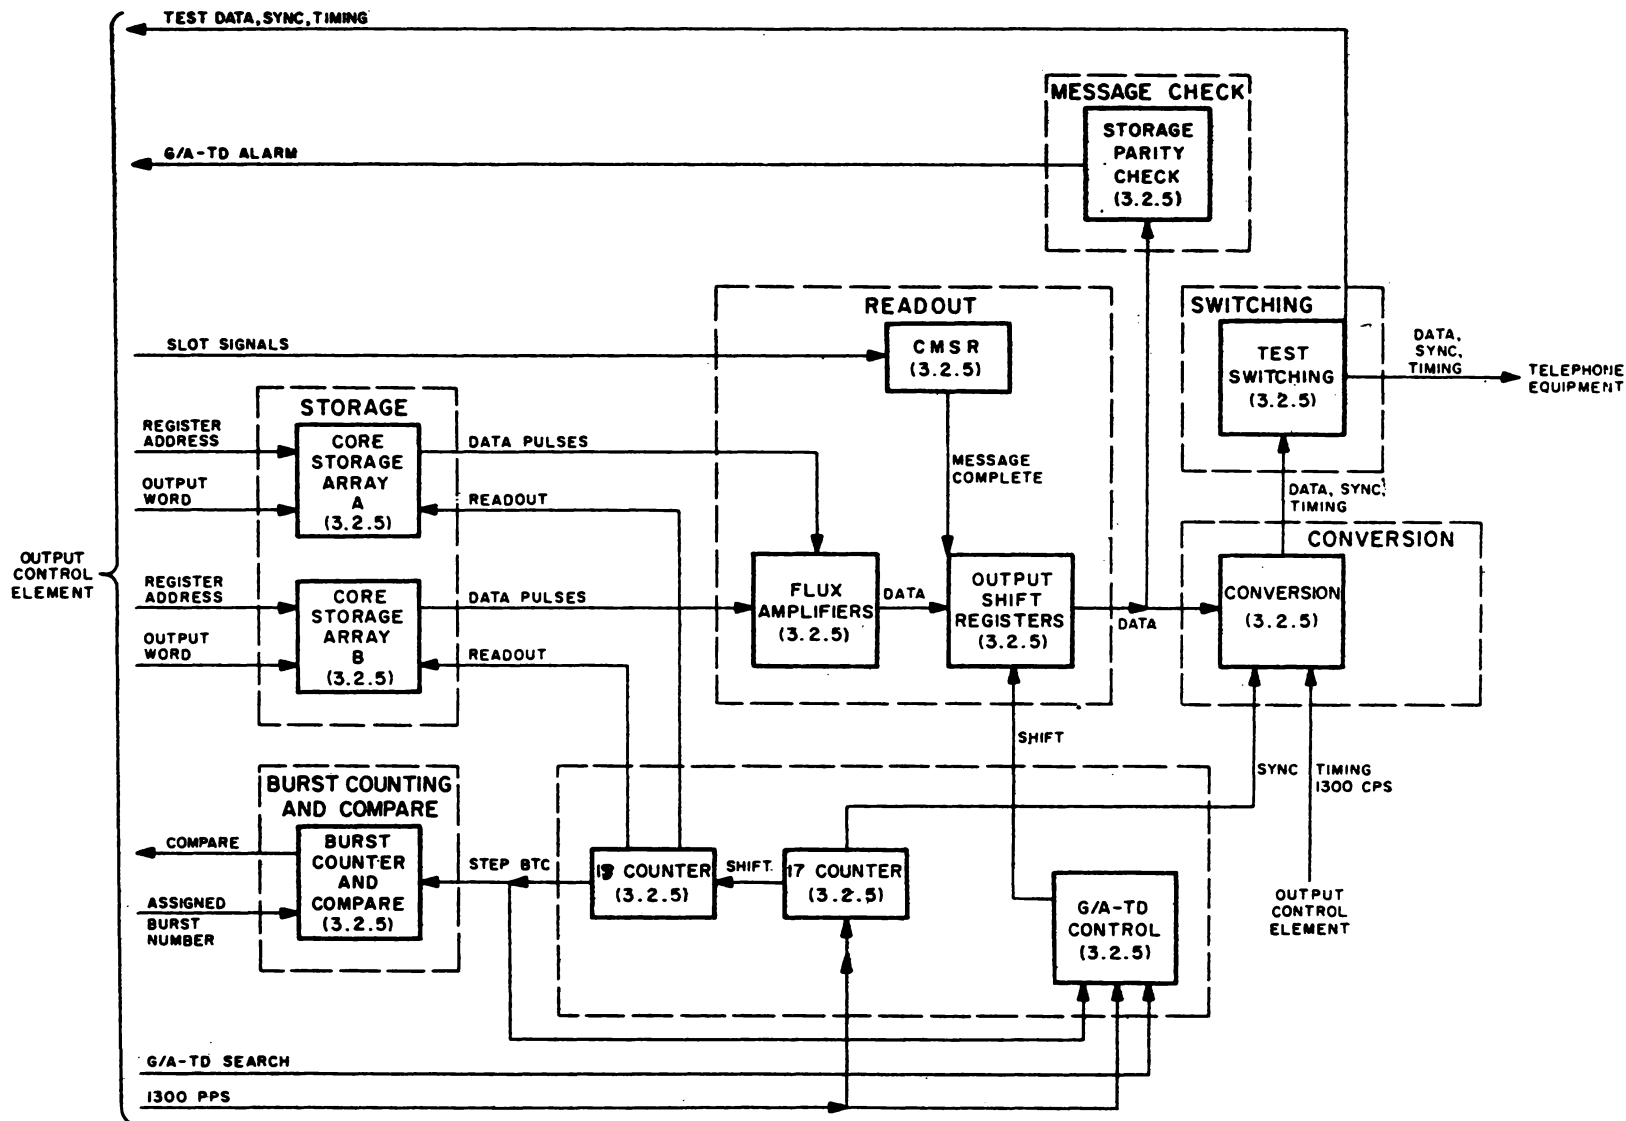 TEST DATA, SYNC, TIMING
MESSAGE CHECK
STORAGE
PARITY
CHECK
(3.2.5)
G/A-TD ALARM
READOUT
SWITCHING
SLOT SIGNALS
CMSR
(3.2.5)
TEST
SWITCHING
(3.2.5)
DATA,
SYNC,
TIMING
TELEPHONE
EQUIPMENT
STORAGE
REGISTER
ADDRESS
OUTPUT
WORD
CORE
STORAGE
ARRAY
A
(3.2.5)
DATA PULSES
READOUT
MESSAGE
COMPLETE
DATA, SYNC,
TIMING
CONVERSION
OUTPUT
CONTROL
ELEMENT
REGISTER
ADDRESS
OUTPUT
WORD
CORE
STORAGE
ARRAY
B
(3.2.5)
DATA PULSES
READOUT
FLUX
AMPLIFIERS
(3.2.5)
DATA
OUTPUT
SHIFT
REGISTERS
(3.2.5)
DATA
CONVERSION
(3.2.5)
SHIFT
SYNC
TIMING
1300 CPS
BURST COUNTING
AND COMPARE
COMPARE
ASSIGNED
BURST
NUMBER
BURST
COUNTER
AND
COMPARE
(3.2.5)
STEP BTC
COUNTER
(3.2.5)
SHIFT
17 COUNTER
(3.2.5)
G/A-TD
CONTROL
(3.2.5)
OUTPUT
CONTROL
ELEMENT
G/A-TD SEARCH
1300 PPS